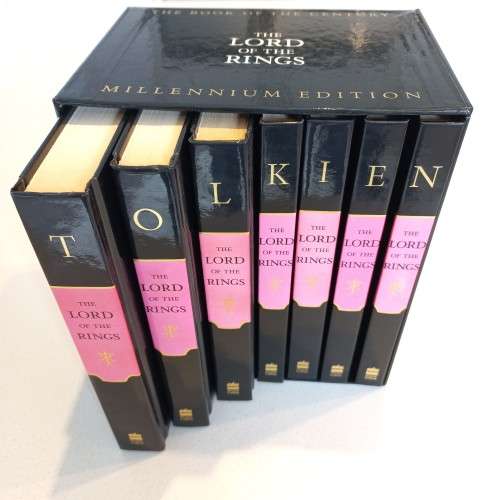 THE BOOK OF THE CENTURY
THE
LORD
OF THE
RINGS
MILLENNIUM EDITION
T
THE
LORD
OF THE
RINGS
O
THE
LORD
OF THE
RINGS
L
THE
LORD
OF THE
RINGS
K
THE
LORD
OF THE
RINGS
I
THE
LORD
OF THE
RINGS
E
THE
LORD
OF THE
RINGS
N
THE
LORD
OF THE
RINGS